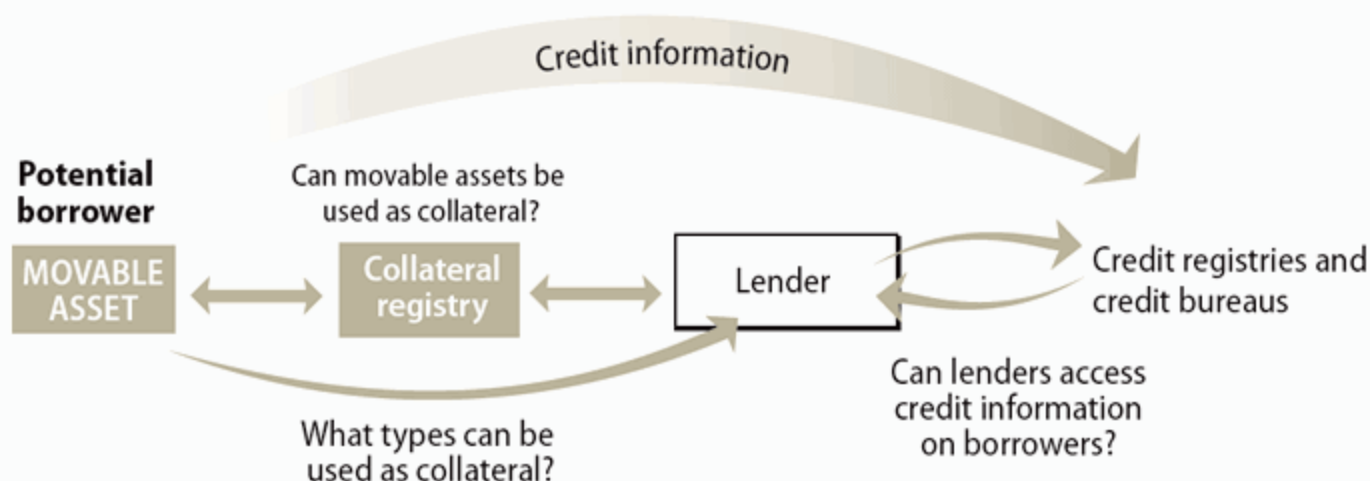 Credit information
Potential
borrower
MOVABLE
ASSET
Can movable assets be
used as collateral?
Collateral
registry
Lender
Credit registries and
credit bureaus
What types can be
used as collateral?
Can lenders access
credit information
on borrowers?